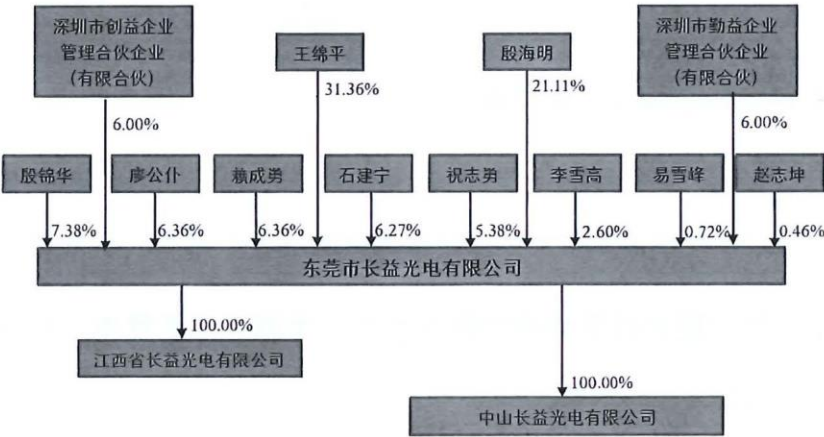 深圳市创益企业
管理合伙企业
(有限合伙)
王绵平
殷海明
深圳市勤益企业
管理合伙企业
(有限合伙)
6.00%
31.36%
21.11%
6.00%
殷锦华
廖公仆
赖成勇
石建宁
祝志勇
李雪高
易雪峰
赵志坤
7.38%
6.36%
6.36%
6.27%
5.38%
2.60%
0.72%
0.46%
东莞市长益光电有限公司
100.00%
江西省长益光电有限公司
100.00%
中山长益光电有限公司